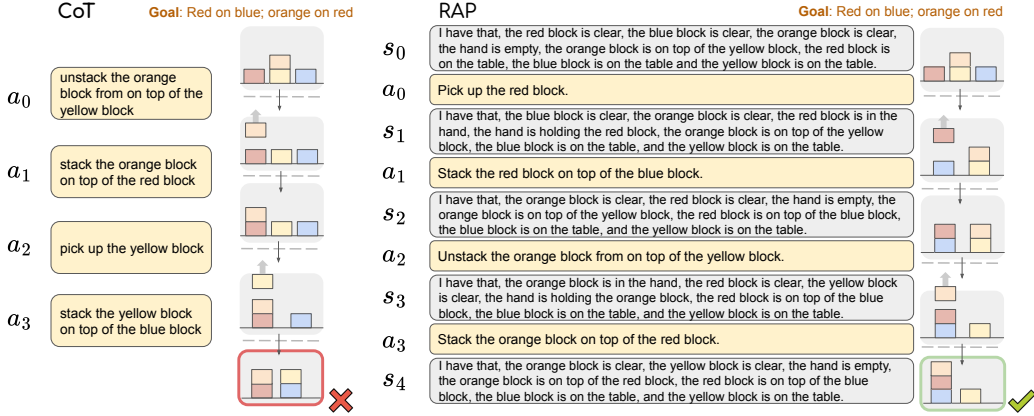 CoT
Goal: Red on blue; orange on red
a0
unstack the orange
block from on top of the
yellow block
a1
stack the orange block
on top of the red block
a2
pick up the yellow block
a3
stack the yellow block
on top of the blue block
RAP
Goal: Red on blue; orange on red
s0
I have that, the red block is clear, the blue block is clear, the orange block is clear,
the hand is empty, the orange block is on top of the yellow block, the red block is
on the table, the blue block is on the table and the yellow block is on the table.
a0
Pick up the red block.
s1
I have that, the blue block is clear, the orange block is clear, the red block is in the
hand, the hand is holding the red block, the orange block is on top of the yellow
block, the blue block is on the table, and the yellow block is on the table.
a1
Stack the red block on top of the blue block.
s2
I have that, the orange block is clear, the red block is clear, the hand is empty, the
orange block is on top of the yellow block, the red block is on top of the blue block,
the blue block is on the table, and the yellow block is on the table.
a2
Unstack the orange block from on top of the yellow block.
s3
I have that, the orange block is in the hand, the red block is clear, the yellow block
is clear, the hand is holding the orange block, the red block is on top of the blue
block, the blue block is on the table, and the yellow block is on the table.
a3
Stack the orange block on top of the red block.
s4
I have that, the orange block is clear, the yellow block is clear, the hand is empty,
the orange block is on top of the red block, the red block is on top of the blue
block, the blue block is on the table, and the yellow block is on the table.